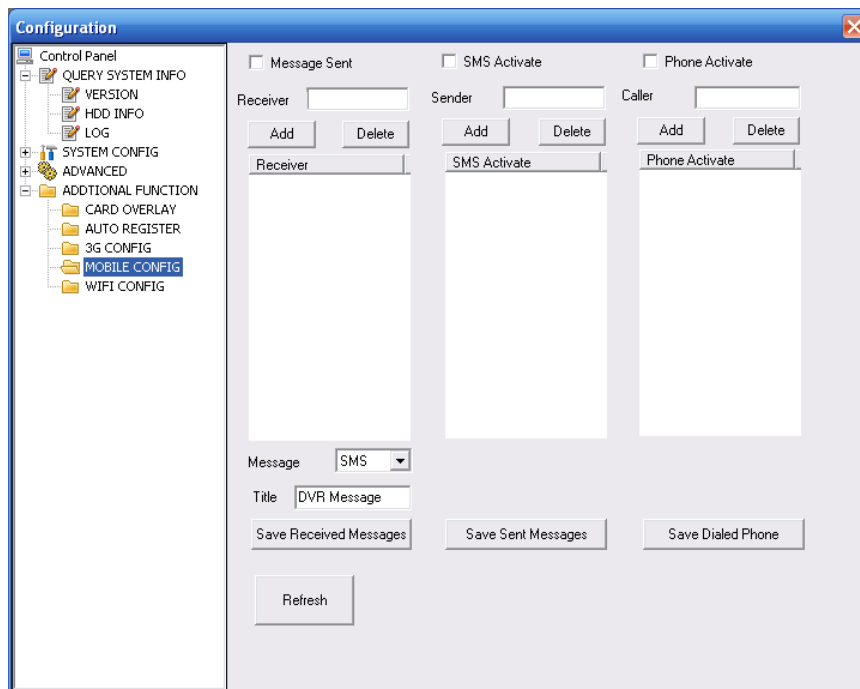 Configuration
Control Panel
QUERY SYSTEM INFO
VERSION
HDD INFO
LOG
SYSTEM CONFIG
ADVANCED
ADDTIONAL FUNCTION
CARD OVERLAY
AUTO REGISTER
3G CONFIG
MOBILE CONFIG
WIFI CONFIG
Message Sent SMS Activate Phone Activate
Receiver Sender Caller
Add Delete Add Delete Add Delete
Receiver SMS Activate Phone Activate
Message SMS
Title DVR Message
Save Received Messages Save Sent Messages Save Dialed Phone
Refresh